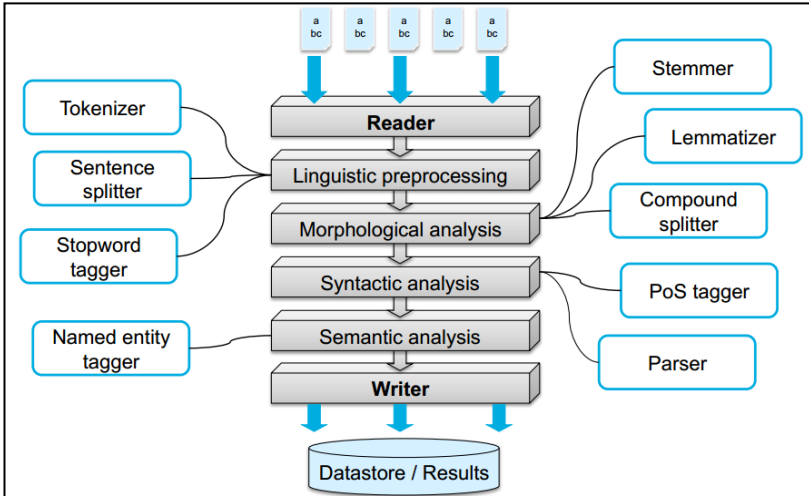 a
bc
a
bc
a
bc
a
bc
a
bc
Stemmer
Tokenizer
Reader
Lemmatizer
Sentence
splitter
Linguistic preprocessing
Compound
splitter
Morphological analysis
Stopword
tagger
Syntactic analysis
PoS tagger
Named entity
tagger
Semantic analysis
Parser
Writer
Datastore / Results